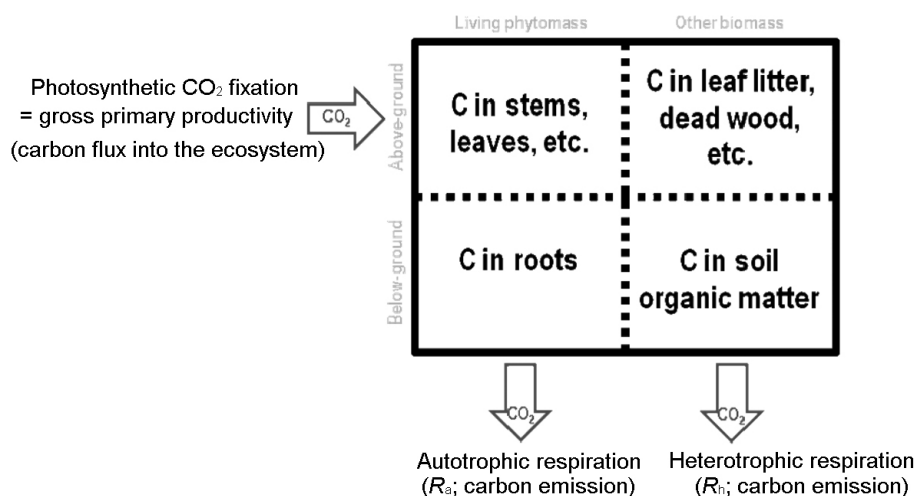 Living phytomass
Other biomass
Photosynthetic CO₂ fixation
= gross primary productivity
(carbon flux into the ecosystem)
CO₂
Above-ground
C in stems,
leaves, etc.
C in leaf litter,
dead wood,
etc.
Below-ground
C in roots
C in soil
organic matter
CO₂
CO₂
Autotrophic respiration
(Rₐ; carbon emission)
Heterotrophic respiration
(Rₕ; carbon emission)